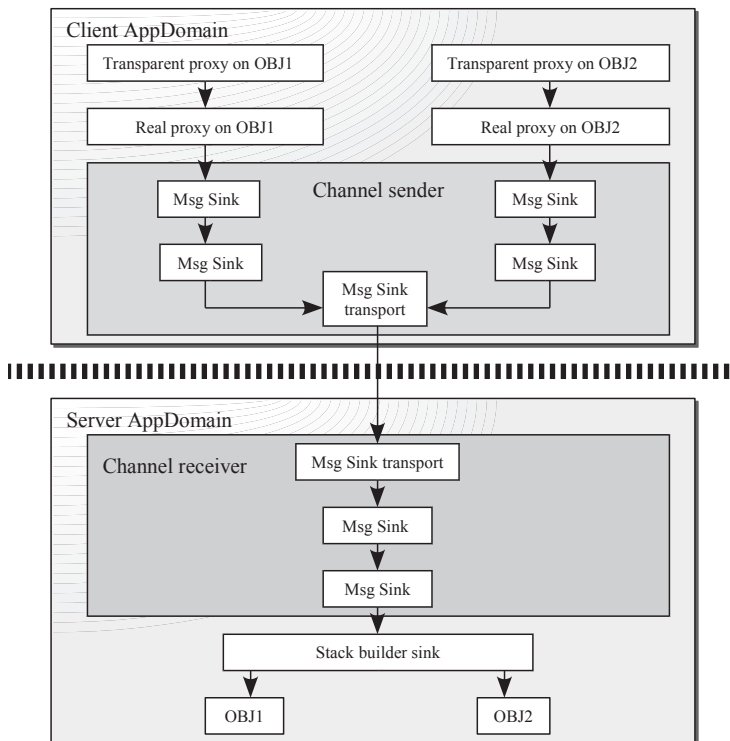 Client AppDomain
Transparent proxy on OBJ1
Transparent proxy on OBJ2
Real proxy on OBJ1
Real proxy on OBJ2
Channel sender
Msg Sink
Msg Sink
Msg Sink
Msg Sink
Msg Sink
transport
Server AppDomain
Channel receiver
Msg Sink transport
Msg Sink
Msg Sink
Stack builder sink
OBJ1
OBJ2